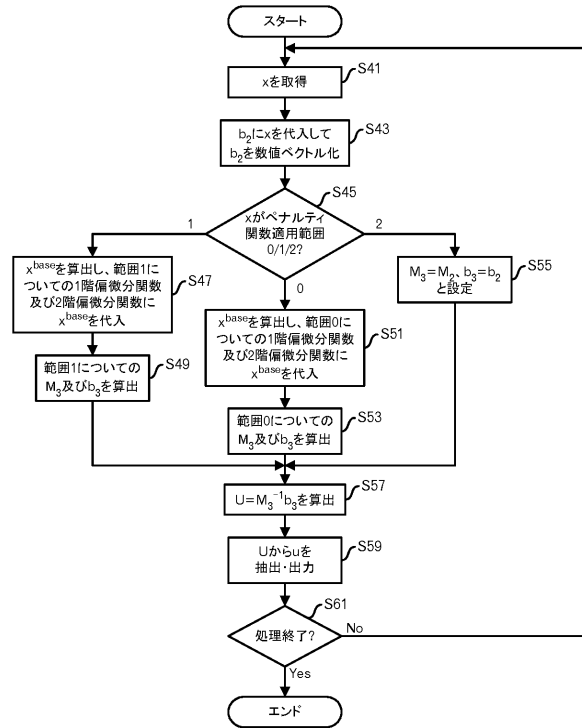 スタート
S41
xを取得
S43
b₂にxを代入して
b₂を数値ベクトル化
S45
xがペナルティ
関数適用範囲
0/1/2?
1
2
0
xᵇᵃˢᵉを算出し、範囲1に
ついての1階偏微分関数
及び2階偏微分関数に
xᵇᵃˢᵉを代入
S47
xᵇᵃˢᵉを算出し、範囲0に
ついての1階偏微分関数
及び2階偏微分関数に
xᵇᵃˢᵉを代入
S51
M₃=M₂、b₃=b₂
と設定
S55
範囲1についての
M₃及びb₃を算出
S49
範囲0についての
M₃及びb₃を算出
S53
U=M₃⁻¹b₃を算出
S57
Uからuを
抽出・出力
S59
処理終了?
S61
No
Yes
エンド